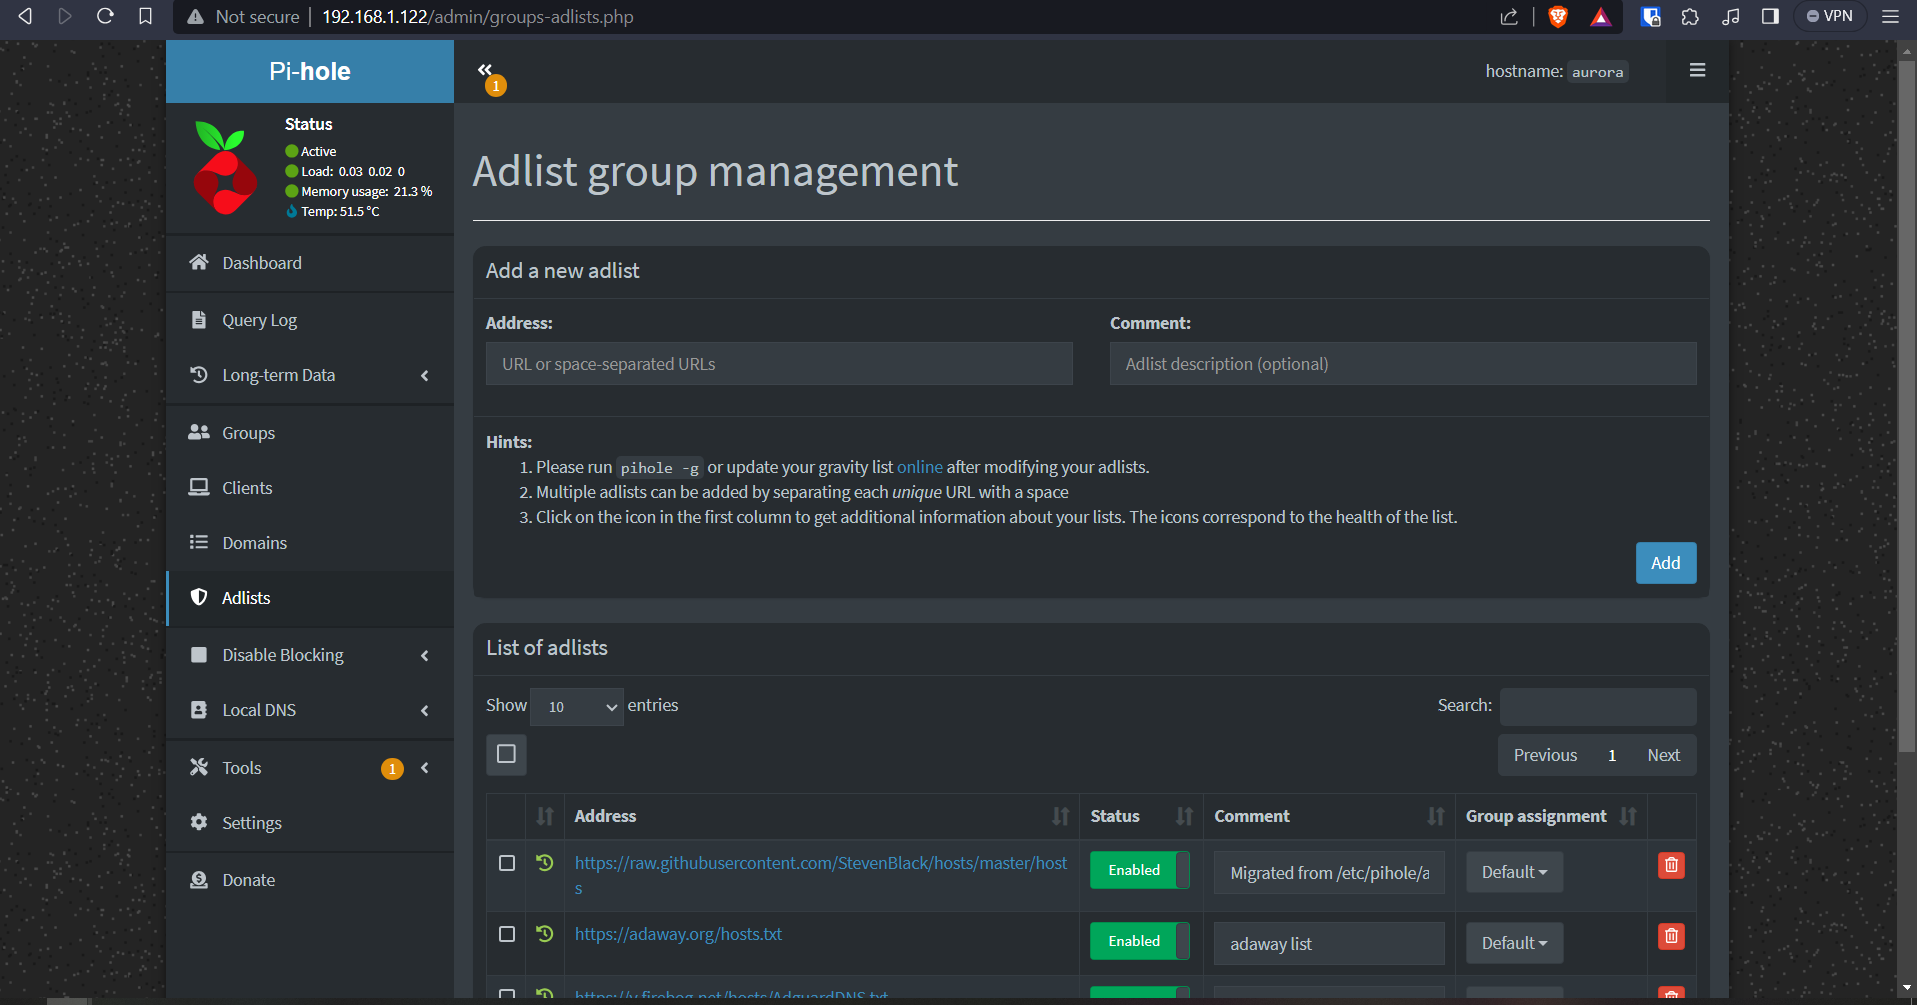 Not secure 192.168.1.122/admin/groups-adlists.php
VPN
Pi-hole
1
hostname: aurora
Status
Active
Load: 0.03 0.02 0
Memory usage: 21.3 %
Temp: 51.5 °C
Dashboard
Query Log
Long-term Data
Groups
Clients
Domains
Adlists
Disable Blocking
Local DNS
Tools 1
Settings
Donate
Adlist group management
Add a new adlist
Address:
URL or space-separated URLs
Comment:
Adlist description (optional)
Hints:
1. Please run pihole -g or update your gravity list online after modifying your adlists.
2. Multiple adlists can be added by separating each unique URL with a space
3. Click on the icon in the first column to get additional information about your lists. The icons correspond to the health of the list.
Add
List of adlists
Show 10 entries
Search:
Previous 1 Next
Address Status Comment Group assignment
https://raw.githubusercontent.com/StevenBlack/hosts/master/host
s
Enabled Migrated from /etc/pihole/a Default
https://adaway.org/hosts.txt Enabled adaway list Default
https://v.firebog.net/hosts/AdguardDNS.txt